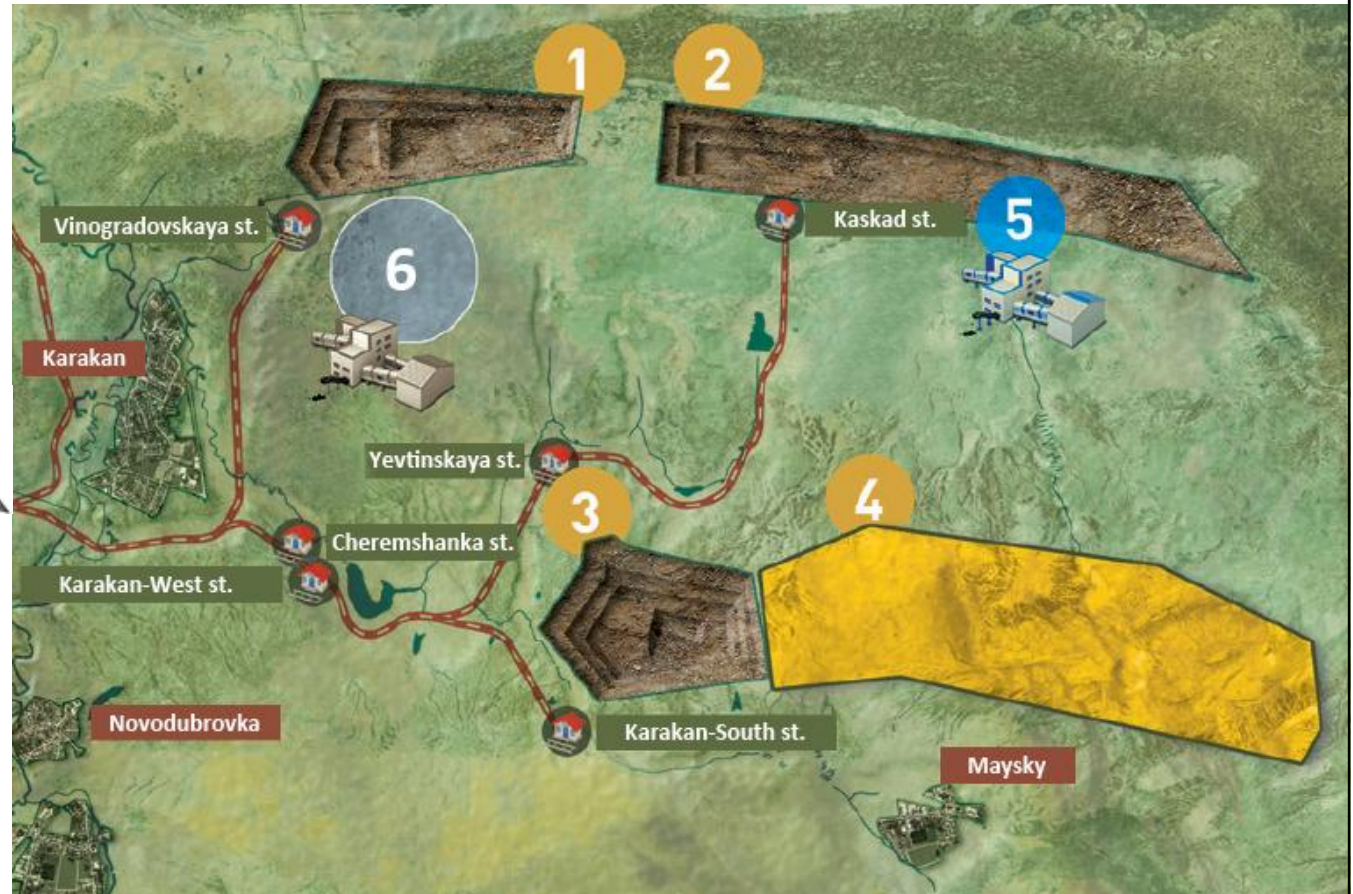 1
2
Vinogradovskaya st.
Kaskad st.
5
6
Karakan
Yevtinskaya st.
3
4
Cheremshanka st.
Karakan-West st.
Novodubrovka
Karakan-South st.
Maysky